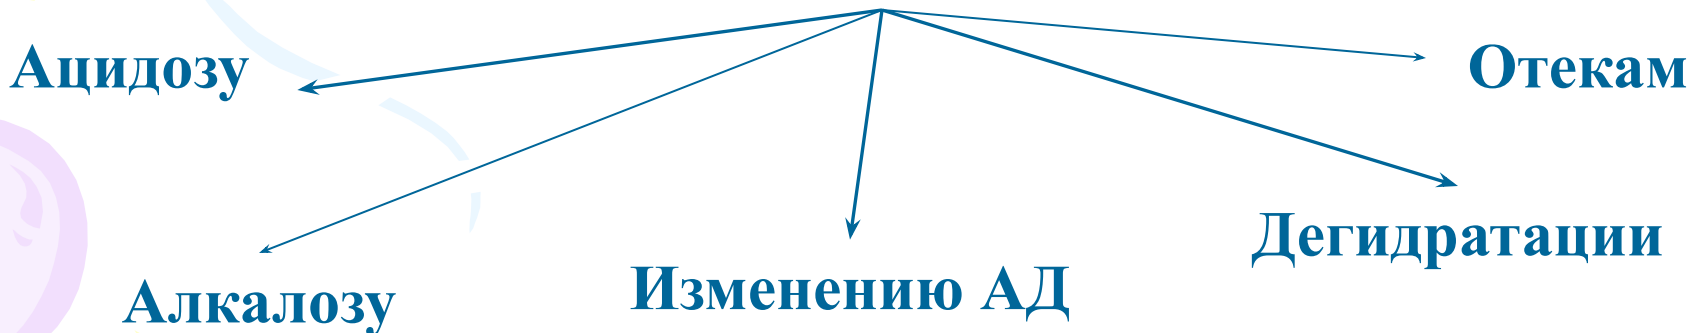 Ацидозу
Отекам
Дегидратации
Изменению АД
Алкалозу